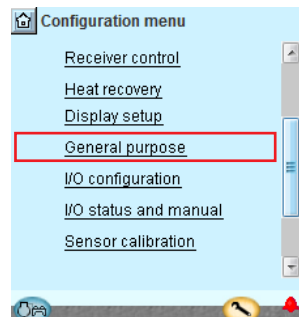 Configuration menu
Receiver control
Heat recovery
Display setup
General purpose
I/O configuration
I/O status and manual
Sensor calibration